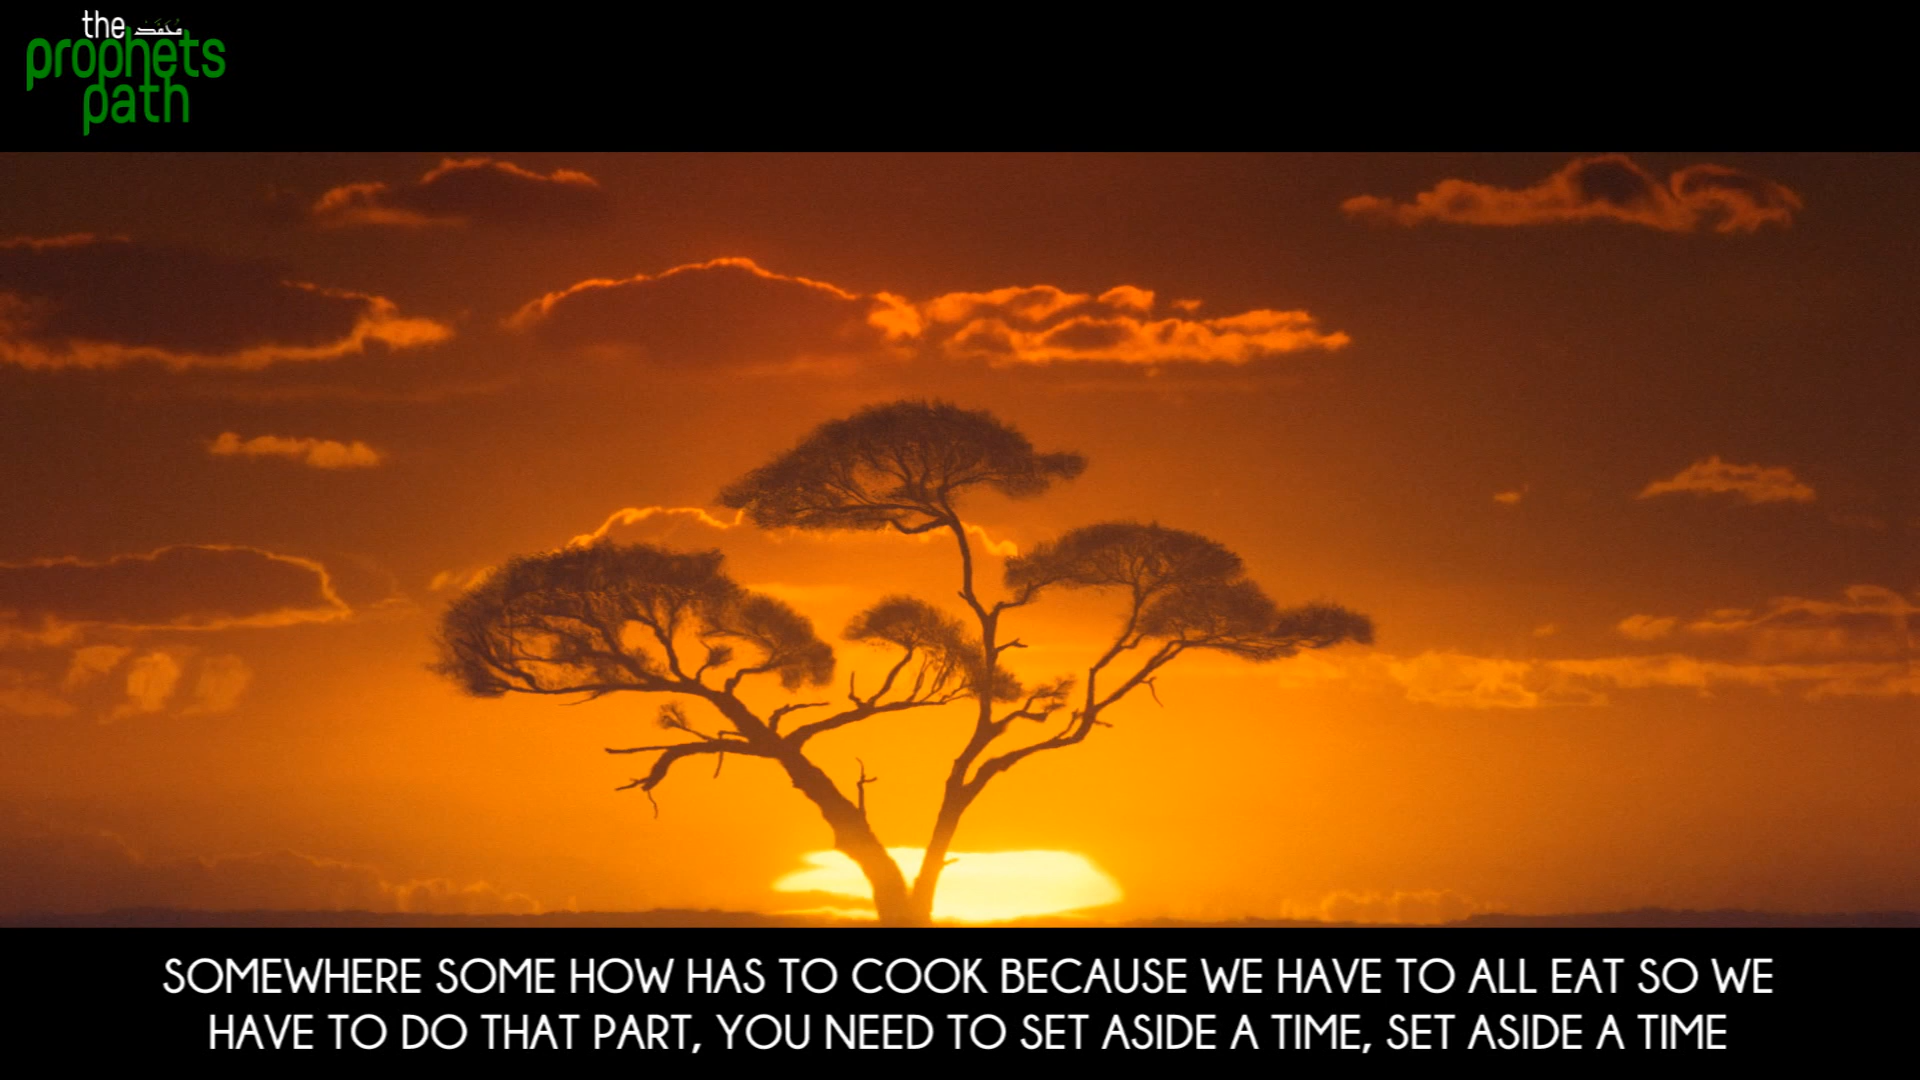 the مُحَمَّد
prophets
path
SOMEWHERE SOME HOW HAS TO COOK BECAUSE WE HAVE TO ALL EAT SO WE
HAVE TO DO THAT PART, YOU NEED TO SET ASIDE A TIME, SET ASIDE A TIME